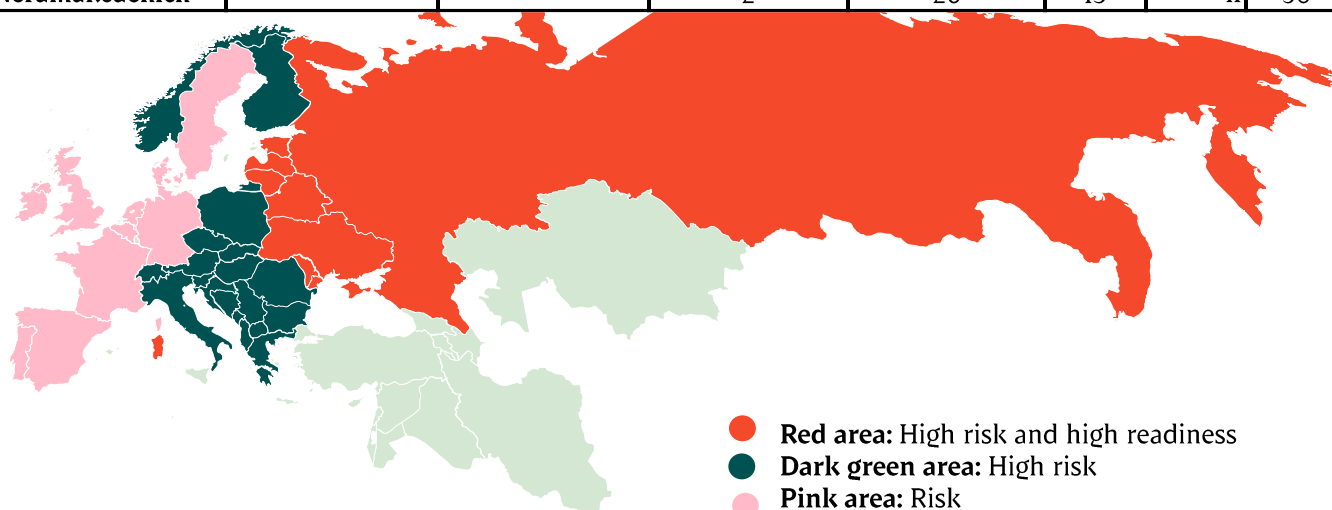 Red area: High risk and high readiness
Dark green area: High risk
Pink area: Risk